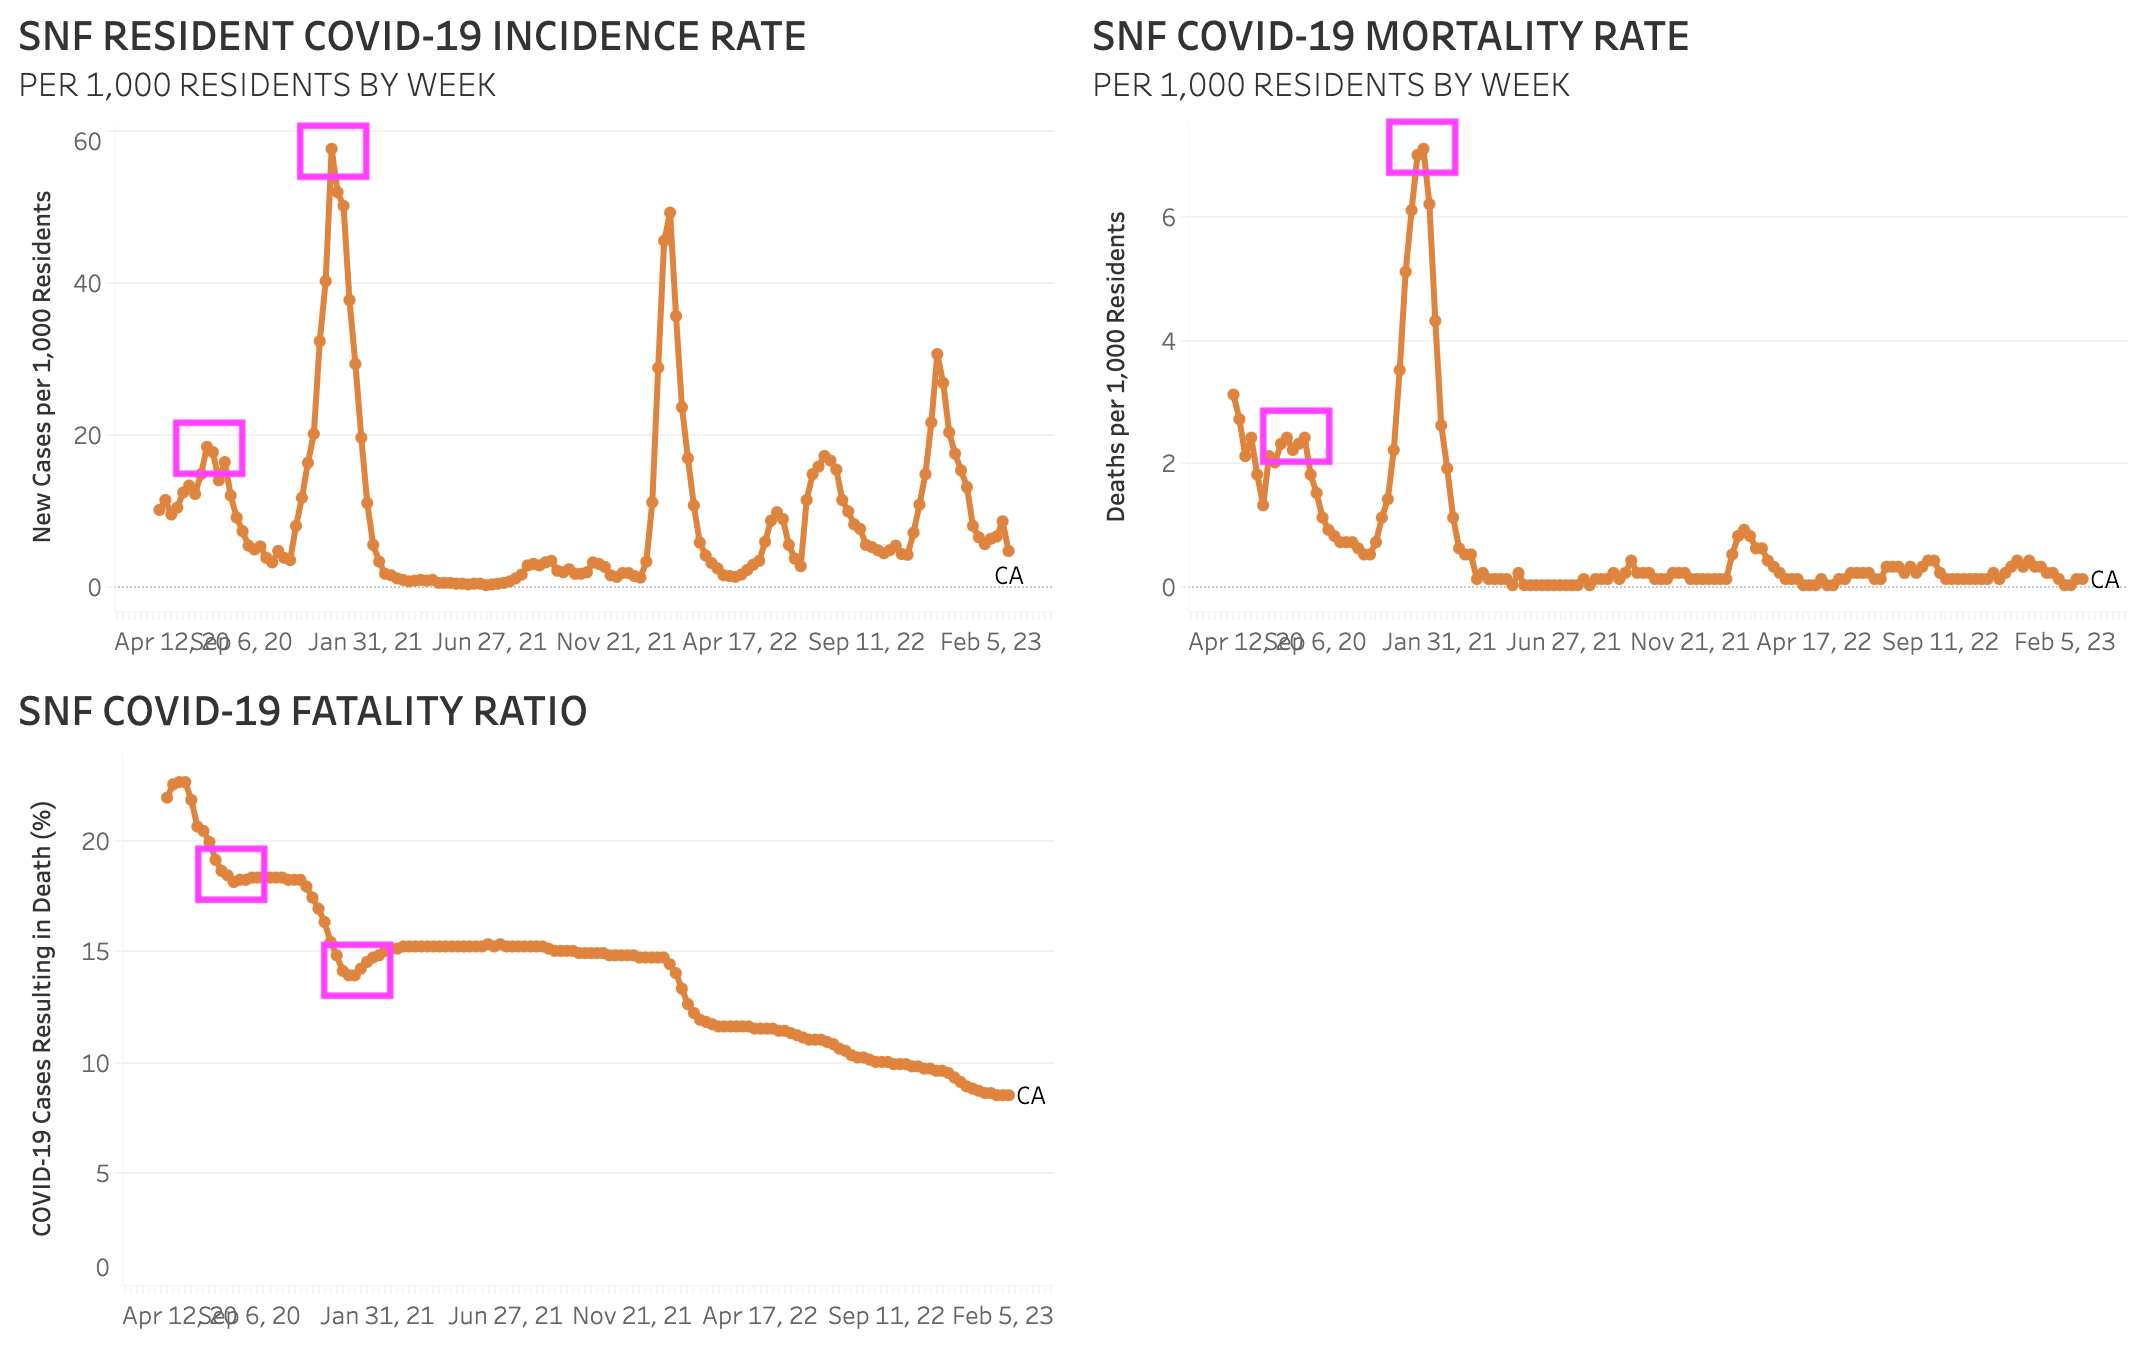 SNF RESIDENT COVID-19 INCIDENCE RATE
PER 1,000 RESIDENTS BY WEEK
New Cases per 1,000 Residents
60
40
20
0
CA
Apr 12, 20 Sep 6, 20 Jan 31, 21 Jun 27, 21 Nov 21, 21 Apr 17, 22 Sep 11, 22 Feb 5, 23
SNF COVID-19 MORTALITY RATE
PER 1,000 RESIDENTS BY WEEK
Deaths per 1,000 Residents
6
4
2
0
CA
Apr 12, 20 Sep 6, 20 Jan 31, 21 Jun 27, 21 Nov 21, 21 Apr 17, 22 Sep 11, 22 Feb 5, 23
SNF COVID-19 FATALITY RATIO
COVID-19 Cases Resulting in Death (%)
20
15
10
5
0
CA
Apr 12, 20 Sep 6, 20 Jan 31, 21 Jun 27, 21 Nov 21, 21 Apr 17, 22 Sep 11, 22 Feb 5, 23